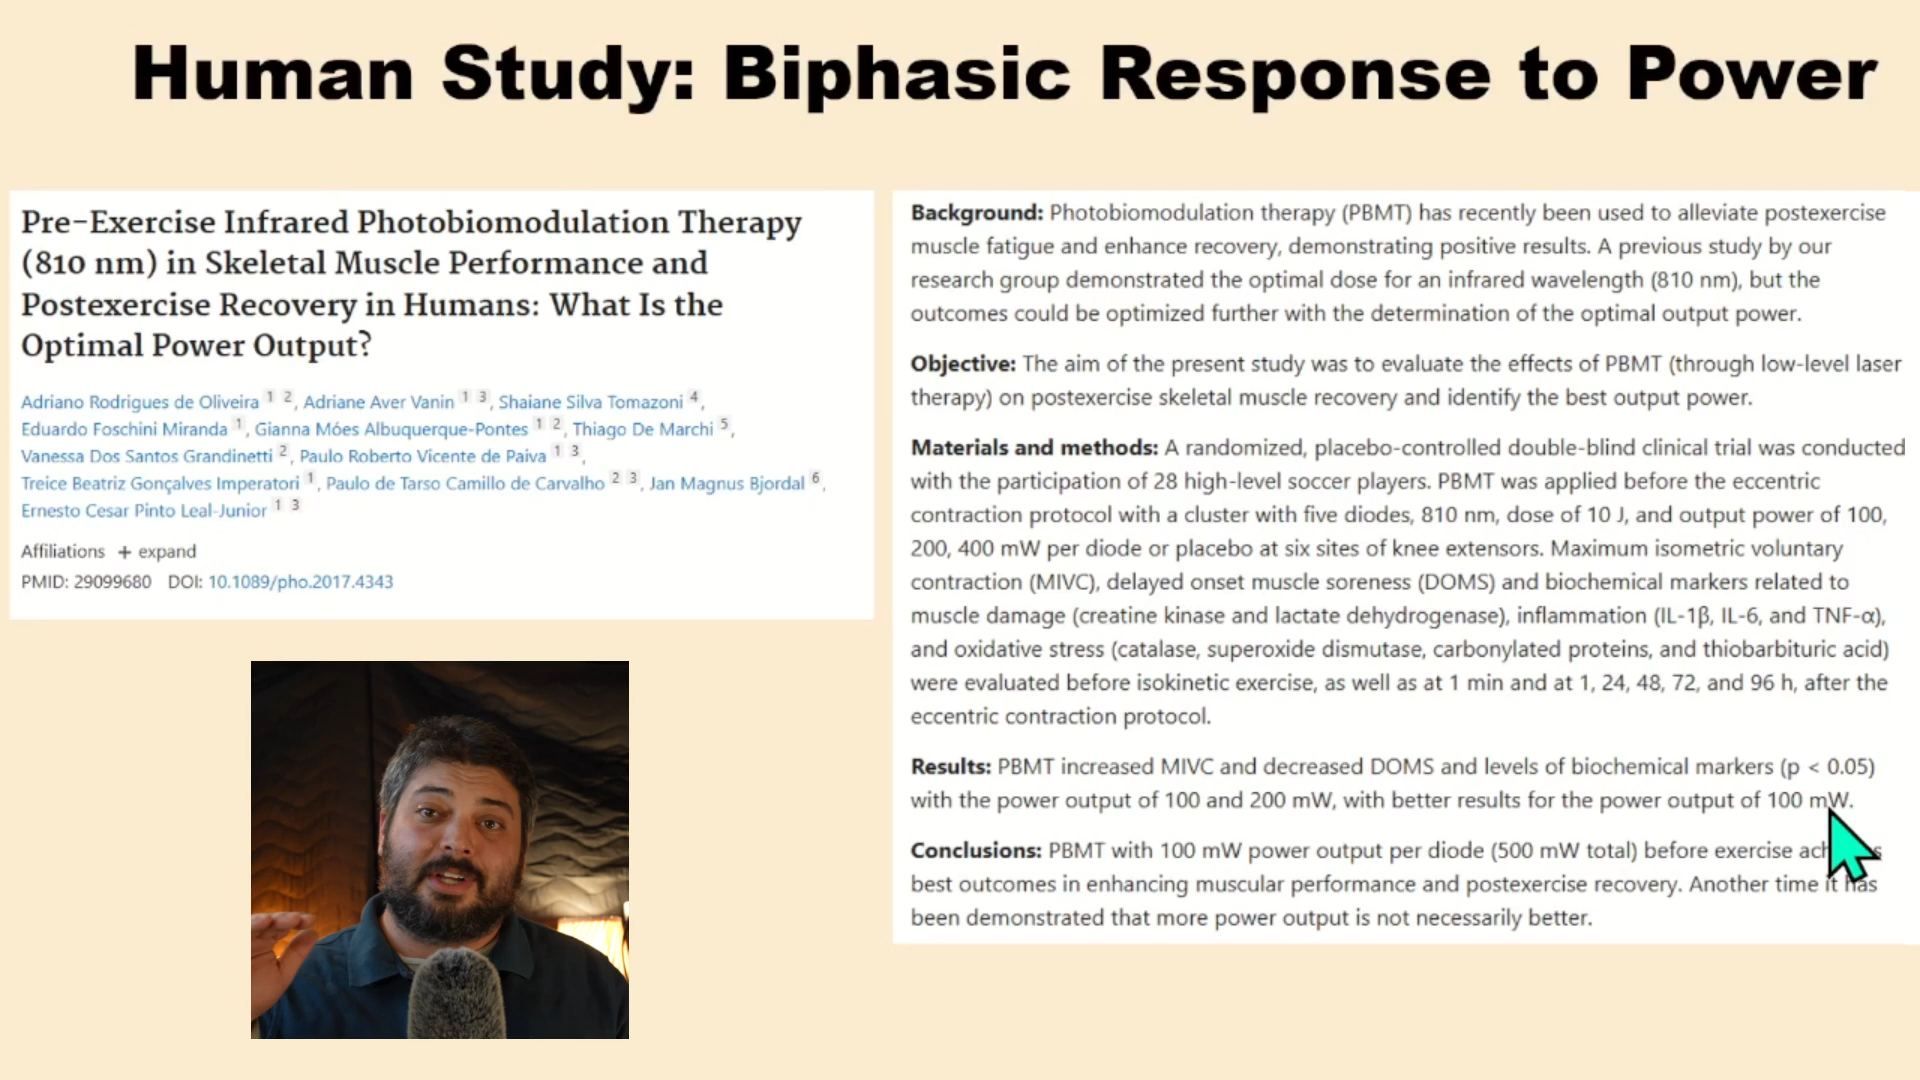 Human Study: Biphasic Response to Power
Pre-Exercise Infrared Photobiomodulation Therapy
(810 nm) in Skeletal Muscle Performance and
Postexercise Recovery in Humans: What Is the
Optimal Power Output?
Adriano Rodrigues de Oliveira 1 2, Adriane Aver Vanin 1 3, Shaiane Silva Tomazoni 4,
Eduardo Foschini Miranda 1, Gianna Móes Albuquerque-Pontes 1 2, Thiago De Marchi 5,
Vanessa Dos Santos Grandinetti 2, Paulo Roberto Vicente de Paiva 1 3,
Treice Beatriz Gonçalves Imperatori 1, Paulo de Tarso Camillo de Carvalho 2 3, Jan Magnus Bjordal 6,
Ernesto Cesar Pinto Leal-Junior 1 3
Affiliations + expand
PMID: 29099680 DOI: 10.1089/pho.2017.4343
Background: Photobiomodulation therapy (PBMT) has recently been used to alleviate postexercise
muscle fatigue and enhance recovery, demonstrating positive results. A previous study by our
research group demonstrated the optimal dose for an infrared wavelength (810 nm), but the
outcomes could be optimized further with the determination of the optimal output power.
Objective: The aim of the present study was to evaluate the effects of PBMT (through low-level laser
therapy) on postexercise skeletal muscle recovery and identify the best output power.
Materials and methods: A randomized, placebo-controlled double-blind clinical trial was conducted
with the participation of 28 high-level soccer players. PBMT was applied before the eccentric
contraction protocol with a cluster with five diodes, 810 nm, dose of 10 J, and output power of 100,
200, 400 mW per diode or placebo at six sites of knee extensors. Maximum isometric voluntary
contraction (MIVC), delayed onset muscle soreness (DOMS) and biochemical markers related to
muscle damage (creatine kinase and lactate dehydrogenase), inflammation (IL-1β, IL-6, and TNF-α),
and oxidative stress (catalase, superoxide dismutase, carbonylated proteins, and thiobarbituric acid)
were evaluated before isokinetic exercise, as well as at 1 min and at 1, 24, 48, 72, and 96 h, after the
eccentric contraction protocol.
Results: PBMT increased MIVC and decreased DOMS and levels of biochemical markers (p < 0.05)
with the power output of 100 and 200 mW, with better results for the power output of 100 mW.
Conclusions: PBMT with 100 mW power output per diode (500 mW total) before exercise
best outcomes in enhancing muscular performance and postexercise recovery. Another time it has
been demonstrated that more power output is not necessarily better.